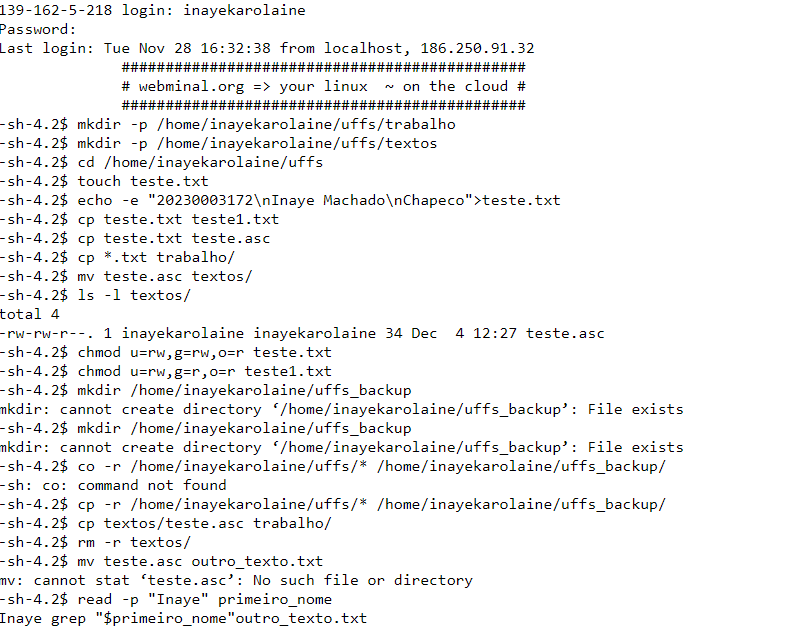 139-162-5-218 login: inayekarolaine
Password:
Last login: Tue Nov 28 16:32:38 from localhost, 186.250.91.32
##############################################
# webminal.org => your linux  ~ on the cloud #
##############################################
-sh-4.2$ mkdir -p /home/inayekarolaine/uffs/trabalho
-sh-4.2$ mkdir -p /home/inayekarolaine/uffs/textos
-sh-4.2$ cd /home/inayekarolaine/uffs
-sh-4.2$ touch teste.txt
-sh-4.2$ echo -e "20230003172\nInaye Machado\nChapeco">teste.txt
-sh-4.2$ cp teste.txt teste1.txt
-sh-4.2$ cp teste.txt teste.asc
-sh-4.2$ cp *.txt trabalho/
-sh-4.2$ mv teste.asc textos/
-sh-4.2$ ls -l textos/
total 4
-rw-rw-r--. 1 inayekarolaine inayekarolaine 34 Dec  4 12:27 teste.asc
-sh-4.2$ chmod u=rw,g=rw,o=r teste.txt
-sh-4.2$ chmod u=rw,g=r,o=r teste1.txt
-sh-4.2$ mkdir /home/inayekarolaine/uffs_backup
mkdir: cannot create directory ‘/home/inayekarolaine/uffs_backup’: File exists
-sh-4.2$ mkdir /home/inayekarolaine/uffs_backup
mkdir: cannot create directory ‘/home/inayekarolaine/uffs_backup’: File exists
-sh-4.2$ co -r /home/inayekarolaine/uffs/* /home/inayekarolaine/uffs_backup/
-sh: co: command not found
-sh-4.2$ cp -r /home/inayekarolaine/uffs/* /home/inayekarolaine/uffs_backup/
-sh-4.2$ cp textos/teste.asc trabalho/
-sh-4.2$ rm -r textos/
-sh-4.2$ mv teste.asc outro_texto.txt
mv: cannot stat ‘teste.asc’: No such file or directory
-sh-4.2$ read -p "Inaye" primeiro_nome
Inaye grep "$primeiro_nome"outro_texto.txt